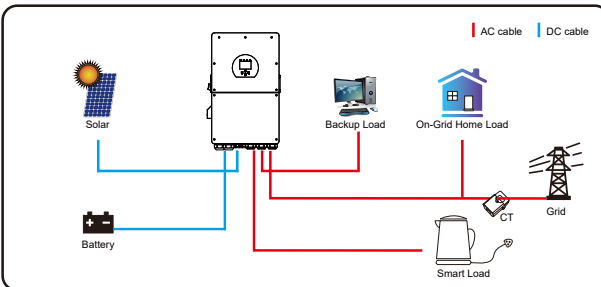 AC cable
DC cable
Solar
Backup Load
On-Grid Home Load
CT
Grid
Battery
Smart Load